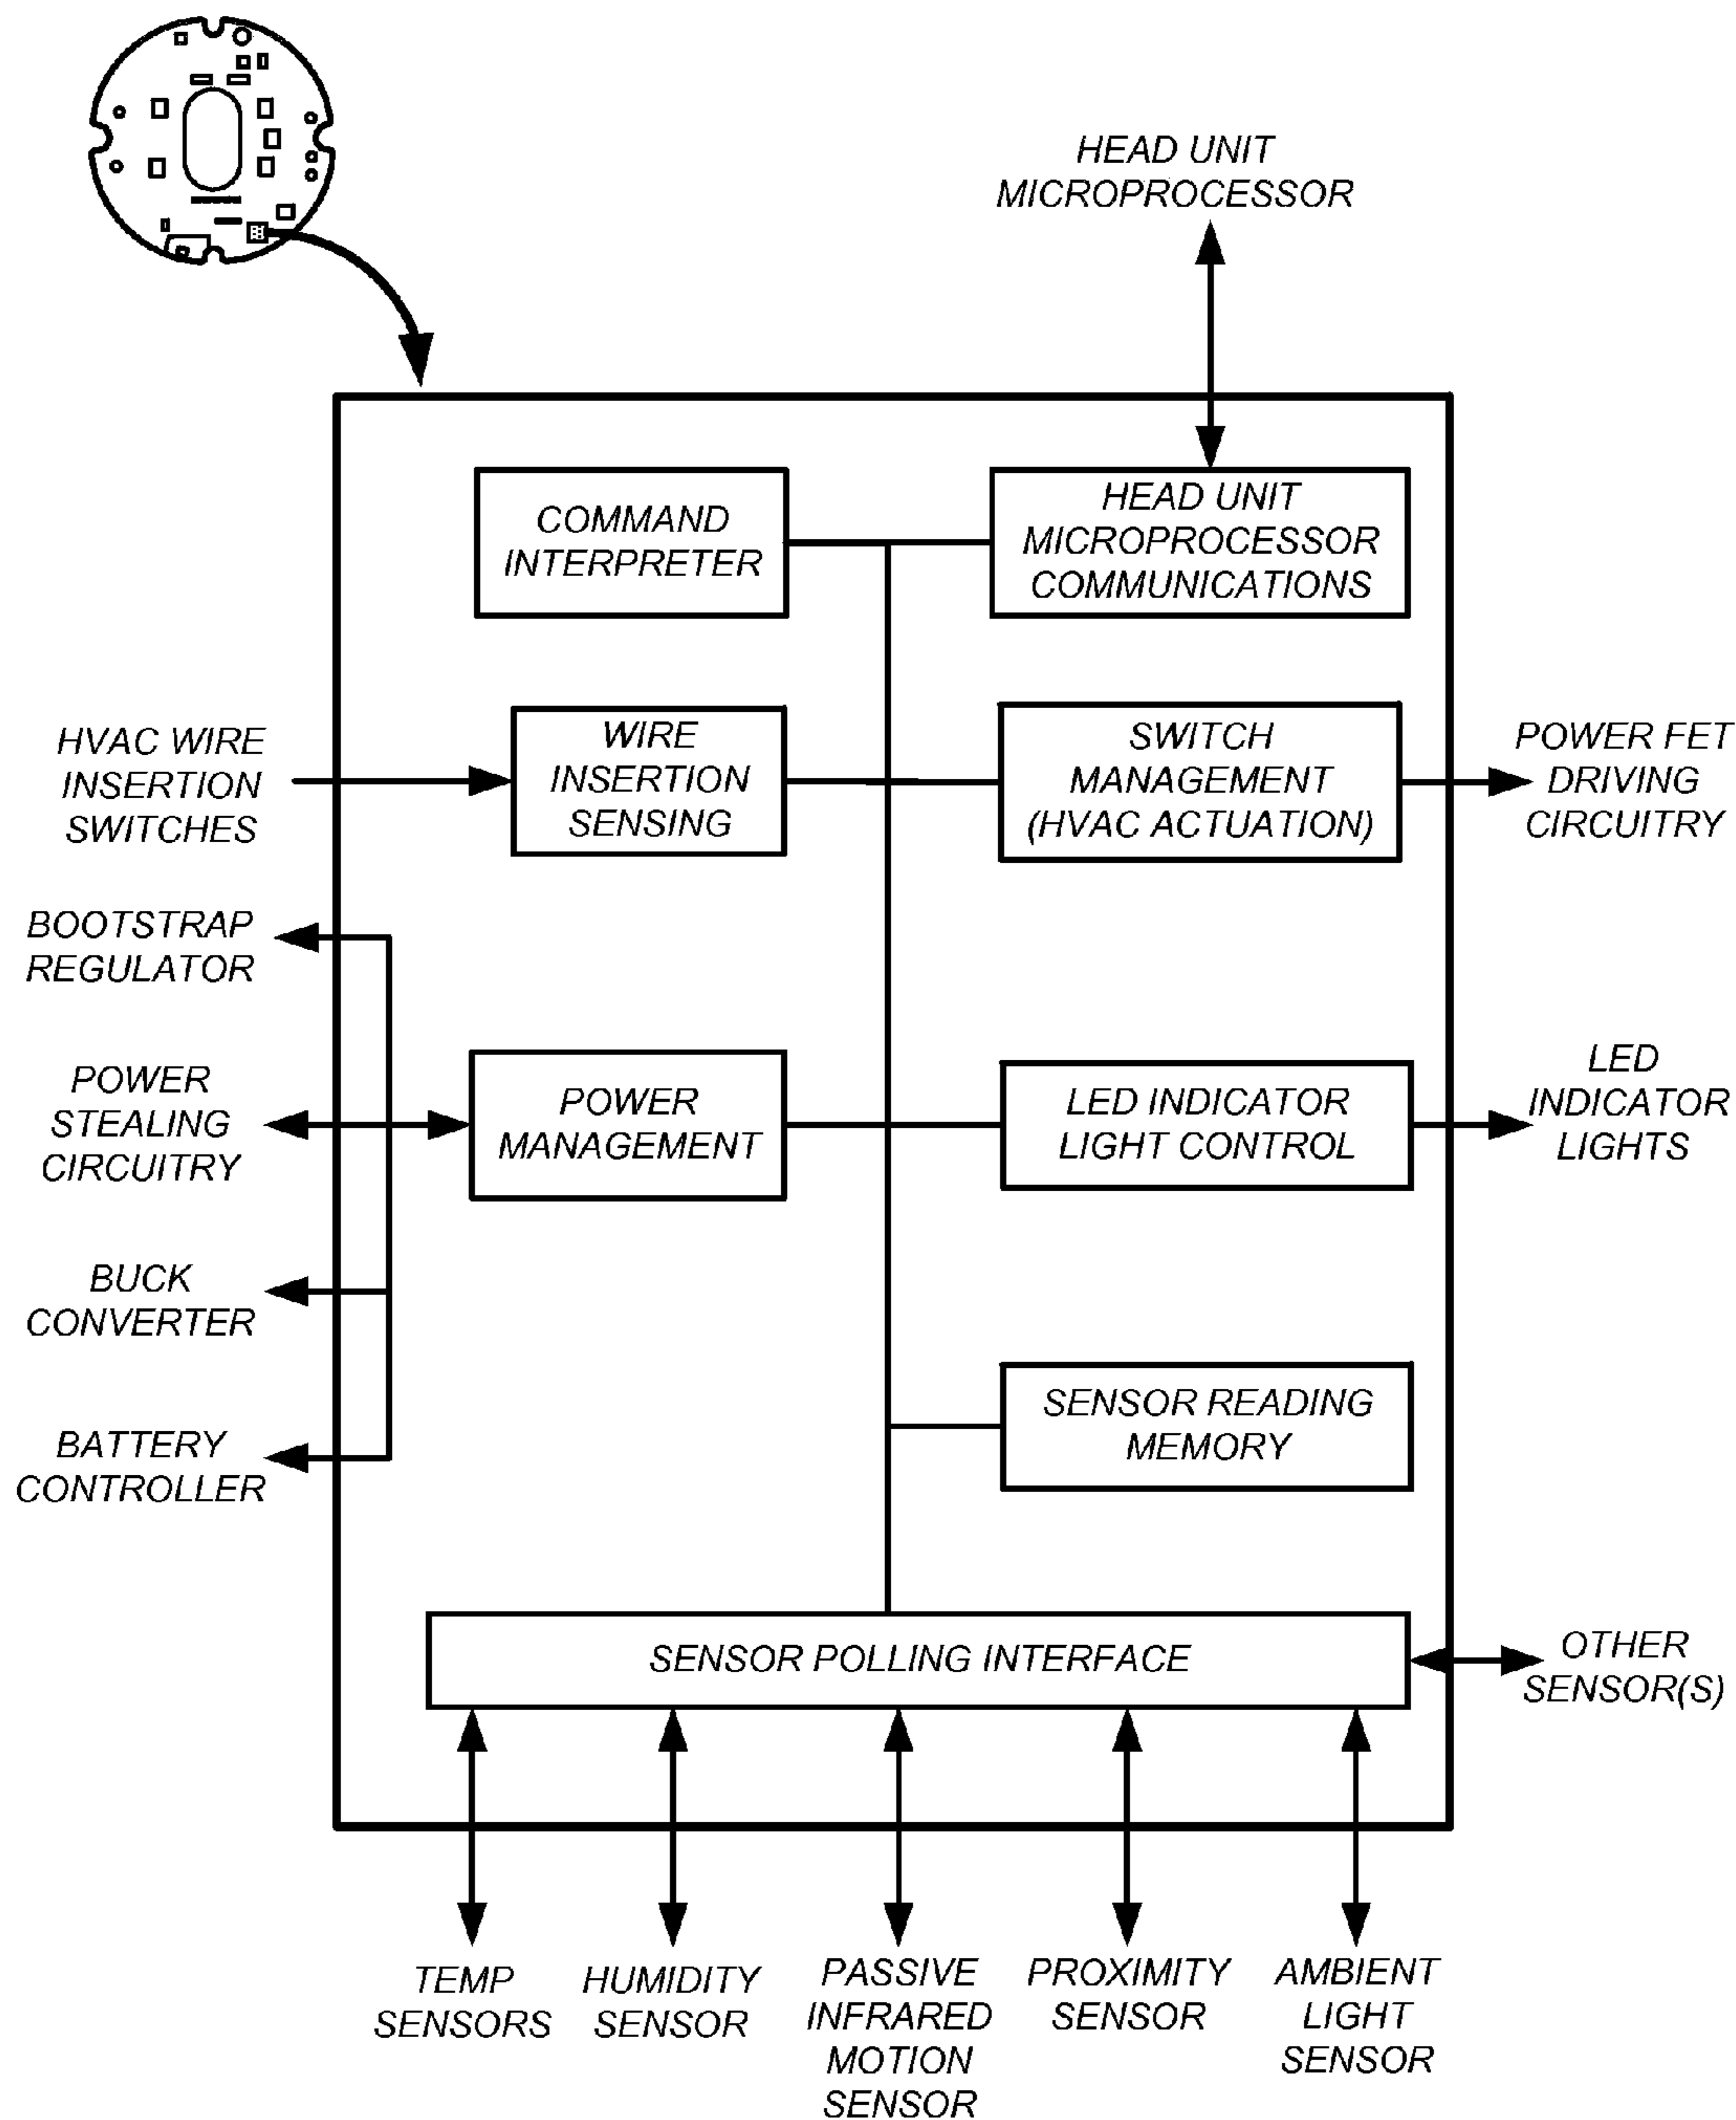 HEAD UNIT
MICROPROCESSOR
COMMAND
INTERPRETER
HEAD UNIT
MICROPROCESSOR
COMMUNICATIONS
HVAC WIRE
INSERTION
SWITCHES
WIRE
INSERTION
SENSING
SWITCH
MANAGEMENT
(HVAC ACTUATION)
POWER FET
DRIVING
CIRCUITRY
BOOTSTRAP
REGULATOR
POWER
STEALING
CIRCUITRY
POWER
MANAGEMENT
LED INDICATOR
LIGHT CONTROL
LED
INDICATOR
LIGHTS
BUCK
CONVERTER
BATTERY
CONTROLLER
SENSOR READING
MEMORY
SENSOR POLLING INTERFACE
OTHER
SENSOR(S)
TEMP
SENSORS
HUMIDITY
SENSOR
PASSIVE
INFRARED
MOTION
SENSOR
PROXIMITY
SENSOR
AMBIENT
LIGHT
SENSOR